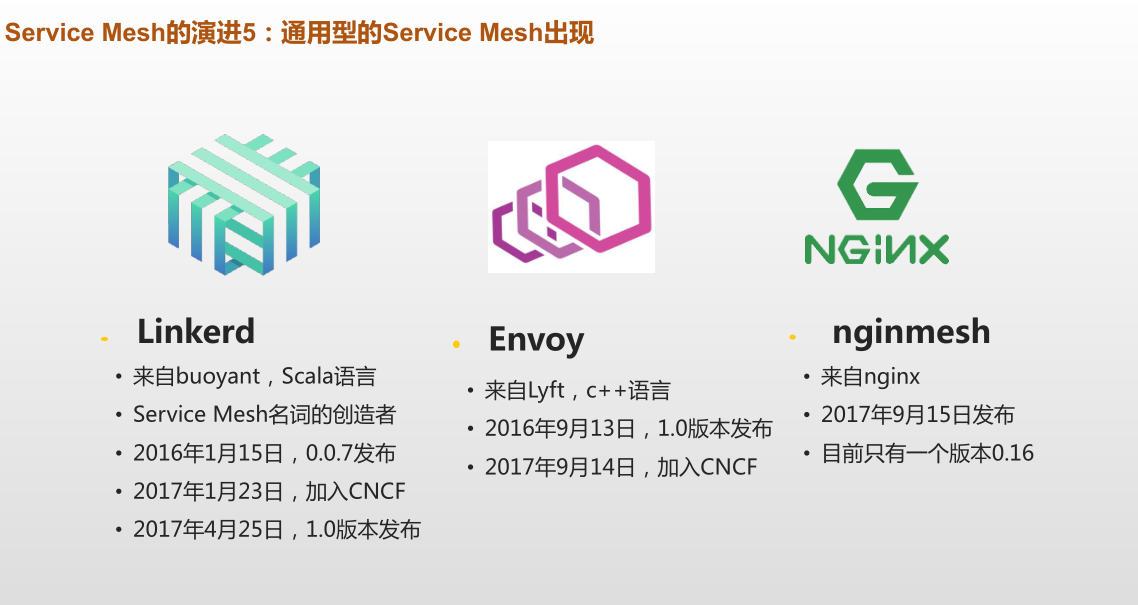 Service Mesh的演进5：通用型的Service Mesh出现
NGINX
Linkerd
• 来自buoyant，Scala语言
• Service Mesh名词的创造者
• 2016年1月15日，0.0.7发布
• 2017年1月23日，加入CNCF
• 2017年4月25日，1.0版本发布
Envoy
• 来自Lyft，c++语言
• 2016年9月13日，1.0版本发布
• 2017年9月14日，加入CNCF
nginmesh
• 来自nginx
• 2017年9月15日发布
• 目前只有一个版本0.16